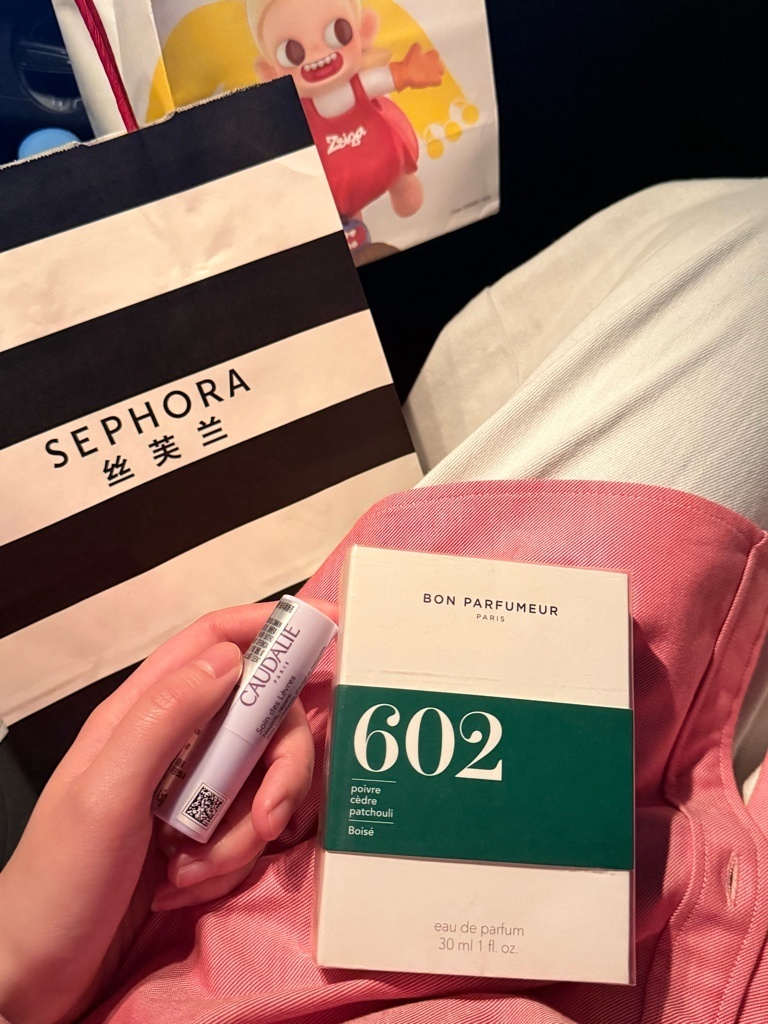 Zsiga
SEPHORA
丝芙兰
CAUDALIE
PARIS
Soin des Lèvres
BON PARFUMEUR
PARIS
602
poivre
cèdre
patchouli
Boisé
eau de parfum
30 ml 1 fl. oz.